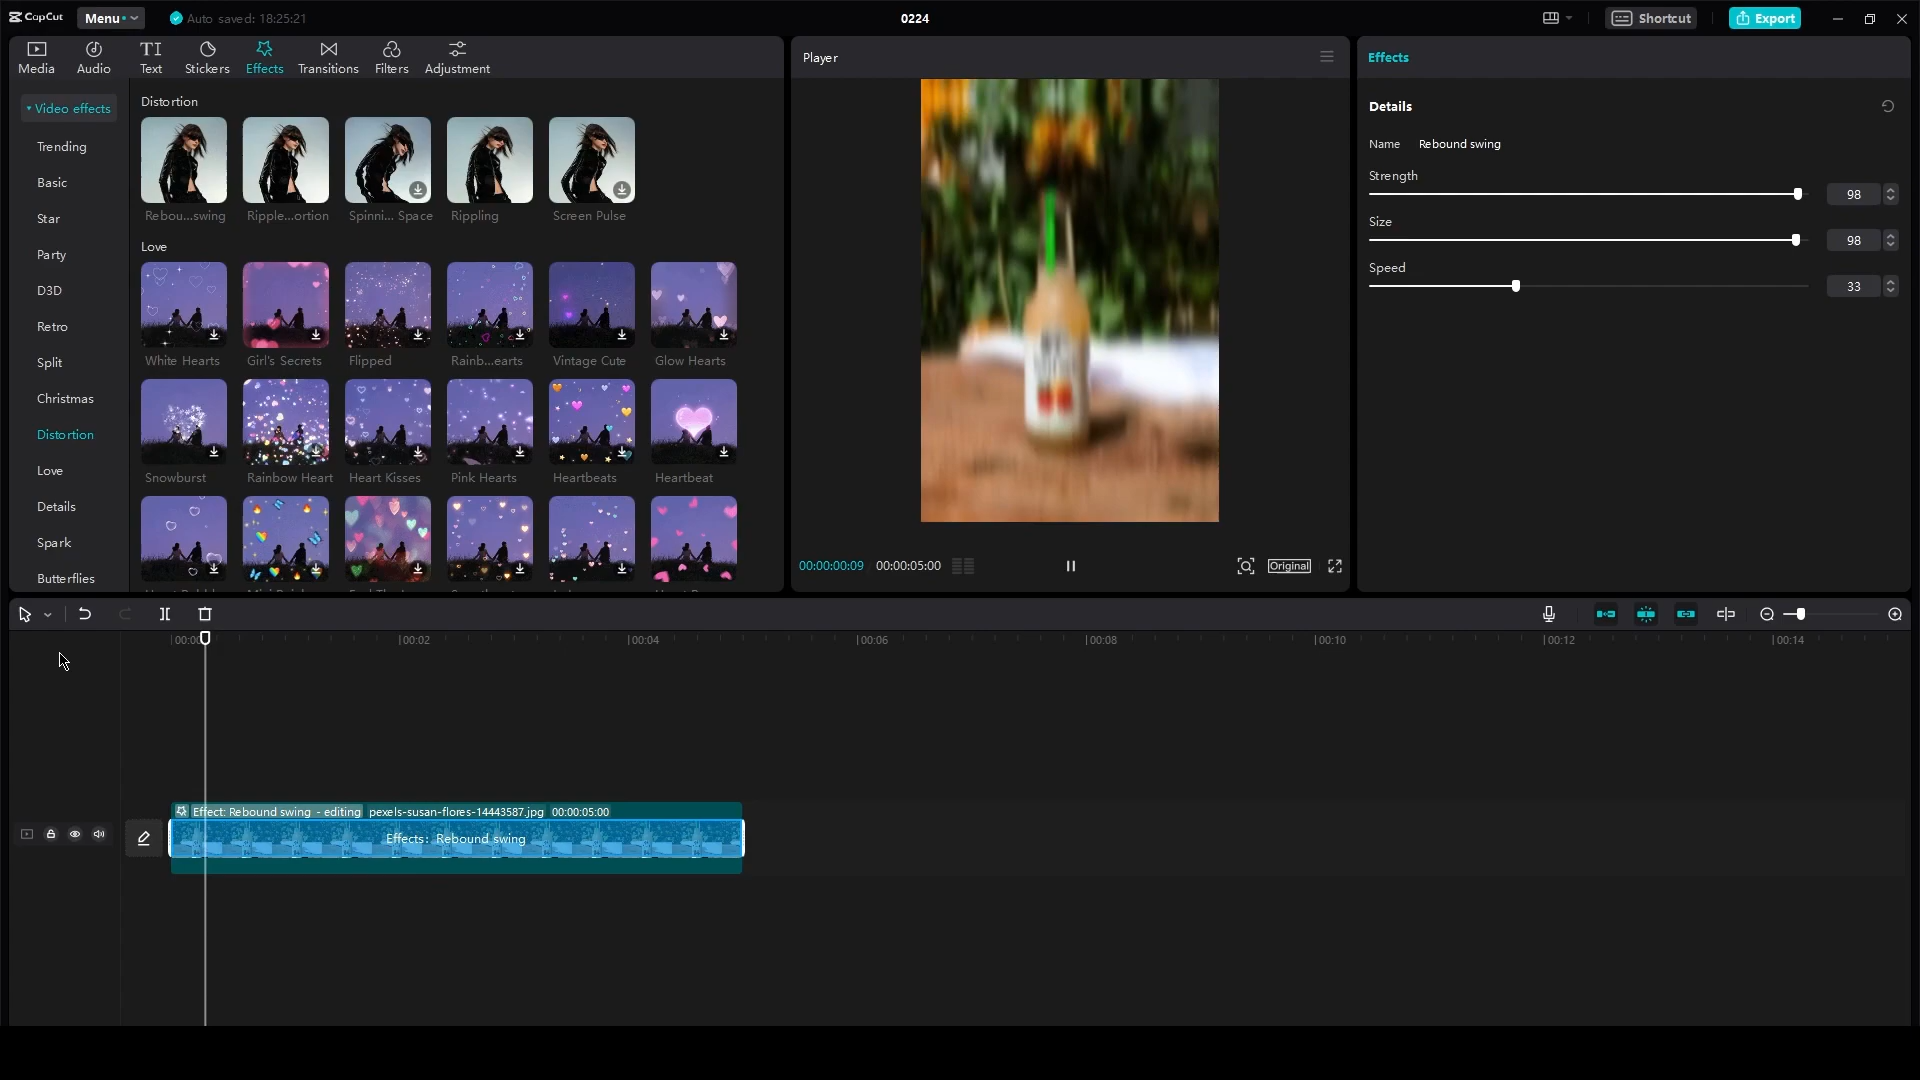 CapCut Menu Auto saved: 18:25:21 0224 Shortcut Export
Media Audio Text Stickers Effects Transitions Filters Adjustment
TI
Video effects
Trending
Basic
Star
Party
D3D
Retro
Split
Christmas
Distortion
Love
Details
Spark
Butterflies
Distortion
Rebou...swing Ripple...ortion Spinni... Space Rippling Screen Pulse
Love
White Hearts Girl's Secrets Flipped Rainb...earts Vintage Cute Glow Hearts
Snowburst Rainbow Heart Heart Kisses Pink Hearts Heartbeats Heartbeat
Player
00:00:00:09 00:00:05:00 Original
Effects
Details
Name Rebound swing
Strength
98
Size
98
Speed
33
00:00 00:02 00:04 00:06 00:08 00:10 00:12 00:14
Effect: Rebound swing - editing pexels-susan-flores-14443587.jpg 00:00:05:00
Effects: Rebound swing